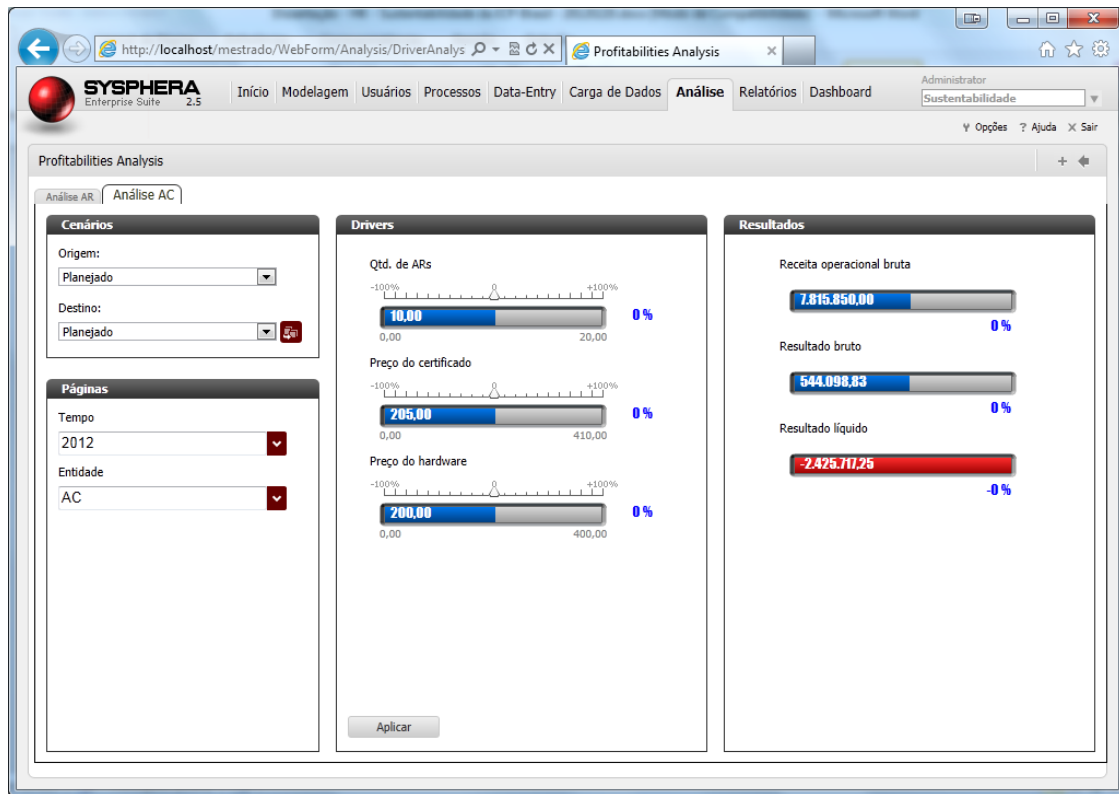 http://localhost/mestrado/WebForm/Analysis/DriverAnalys
Profitabilities Analysis
SYSPHERA
Enterprise Suite 2.5
Início Modelagem Usuários Processos Data-Entry Carga de Dados Análise Relatórios Dashboard
Administrator
Sustentabilidade
Opções ? Ajuda X Sair
Profitabilities Analysis
Análise AR Análise AC
Cenários
Origem:
Planejado
Destino:
Planejado
Páginas
Tempo
2012
Entidade
AC
Drivers
Qtd. de ARs
-100% 0 +100%
10,00 0 %
0,00 20,00
Preço do certificado
-100% 0 +100%
205,00 0 %
0,00 410,00
Preço do hardware
-100% 0 +100%
200,00 0 %
0,00 400,00
Aplicar
Resultados
Receita operacional bruta
7.815.850,00
0 %
Resultado bruto
544.098,83
0 %
Resultado líquido
-2.425.717,25
-0 %